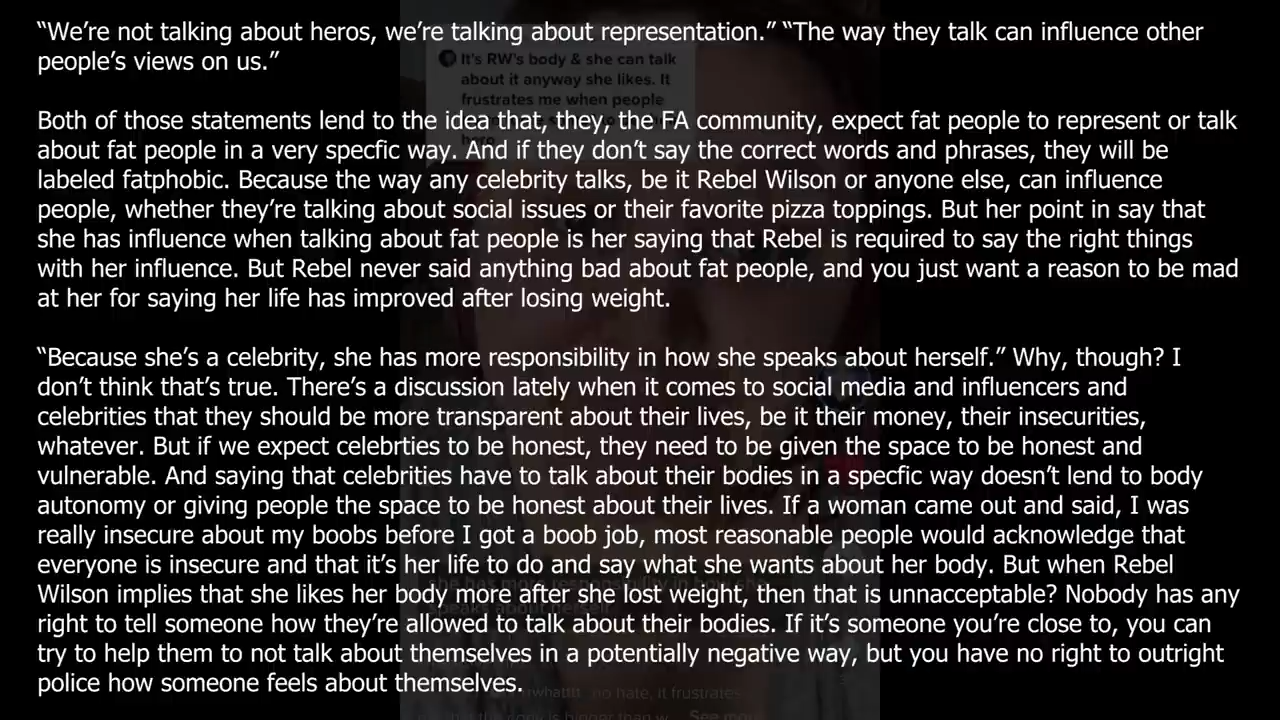 “We’re not talking about heros, we’re talking about representation.” “The way they talk can influence other
people’s views on us.”
Both of those statements lend to the idea that, they, the FA community, expect fat people to represent or talk
about fat people in a very specfic way. And if they don’t say the correct words and phrases, they will be
labeled fatphobic. Because the way any celebrity talks, be it Rebel Wilson or anyone else, can influence
people, whether they’re talking about social issues or their favorite pizza toppings. But her point in say that
she has influence when talking about fat people is her saying that Rebel is required to say the right things
with her influence. But Rebel never said anything bad about fat people, and you just want a reason to be mad
at her for saying her life has improved after losing weight.
“Because she’s a celebrity, she has more responsibility in how she speaks about herself.” Why, though? I
don’t think that’s true. There’s a discussion lately when it comes to social media and influencers and
celebrities that they should be more transparent about their lives, be it their money, their insecurities,
whatever. But if we expect celebrties to be honest, they need to be given the space to be honest and
vulnerable. And saying that celebrities have to talk about their bodies in a specfic way doesn’t lend to body
autonomy or giving people the space to be honest about their lives. If a woman came out and said, I was
really insecure about my boobs before I got a boob job, most reasonable people would acknowledge that
everyone is insecure and that it’s her life to do and say what she wants about her body. But when Rebel
Wilson implies that she likes her body more after she lost weight, then that is unnacceptable? Nobody has any
right to tell someone how they’re allowed to talk about their bodies. If it’s someone you’re close to, you can
try to help them to not talk about themselves in a potentially negative way, but you have no right to outright
police how someone feels about themselves.
It's RW's body & she can talk
about it anyway she likes. It
frustrates me when people
she has more responsibility in how she
speaks about herself.
no hate, it frustrates
See